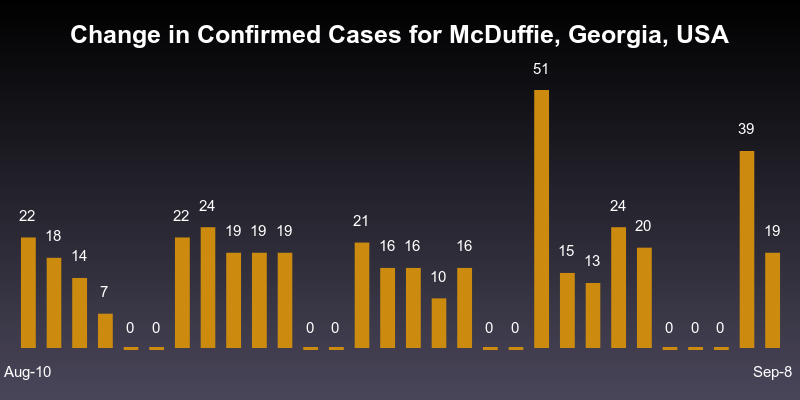 Change in Confirmed Cases for McDuffie, Georgia, USA
22 18 14 7 0 0 22 24 19 19 19 0 0 21 16 16 10 16 0 0 51 15 13 24 20 0 0 0 39 19
Aug-10 Sep-8